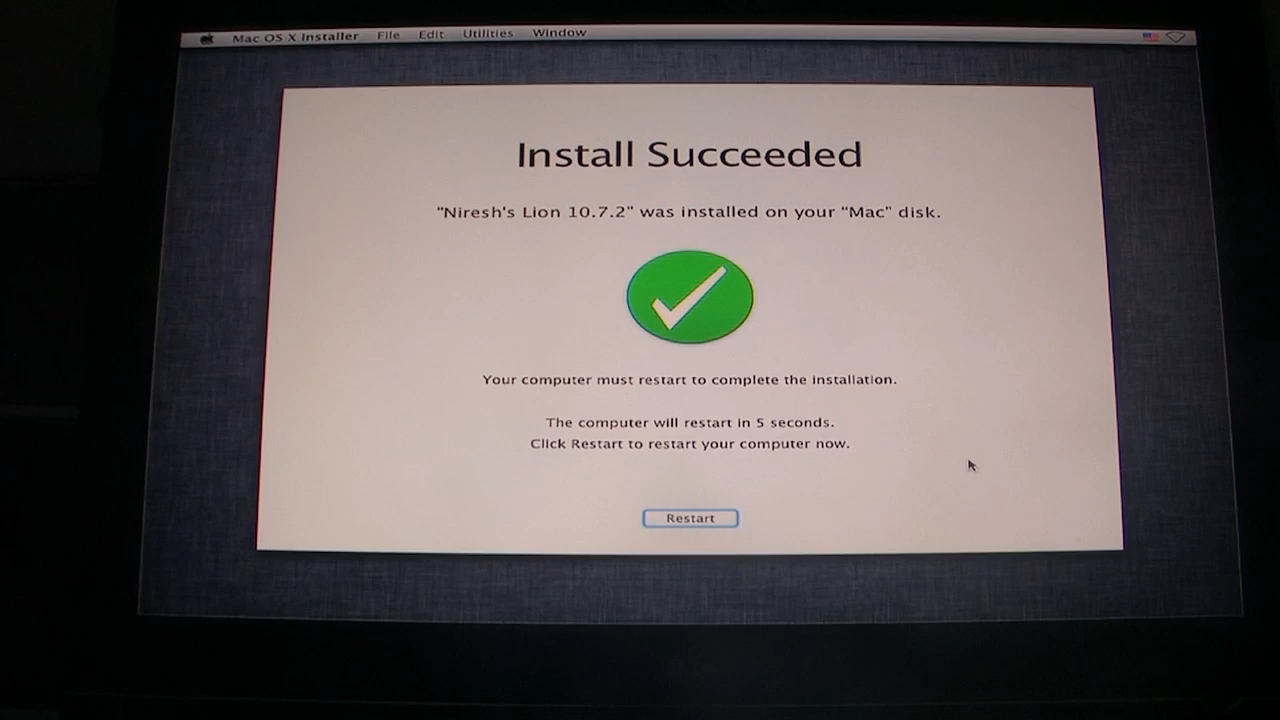 Mac OS X Installer File Edit Utilities Window
Install Succeeded
"Niresh's Lion 10.7.2" was installed on your "Mac" disk.
Your computer must restart to complete the installation.
The computer will restart in 5 seconds.
Click Restart to restart your computer now.
Restart